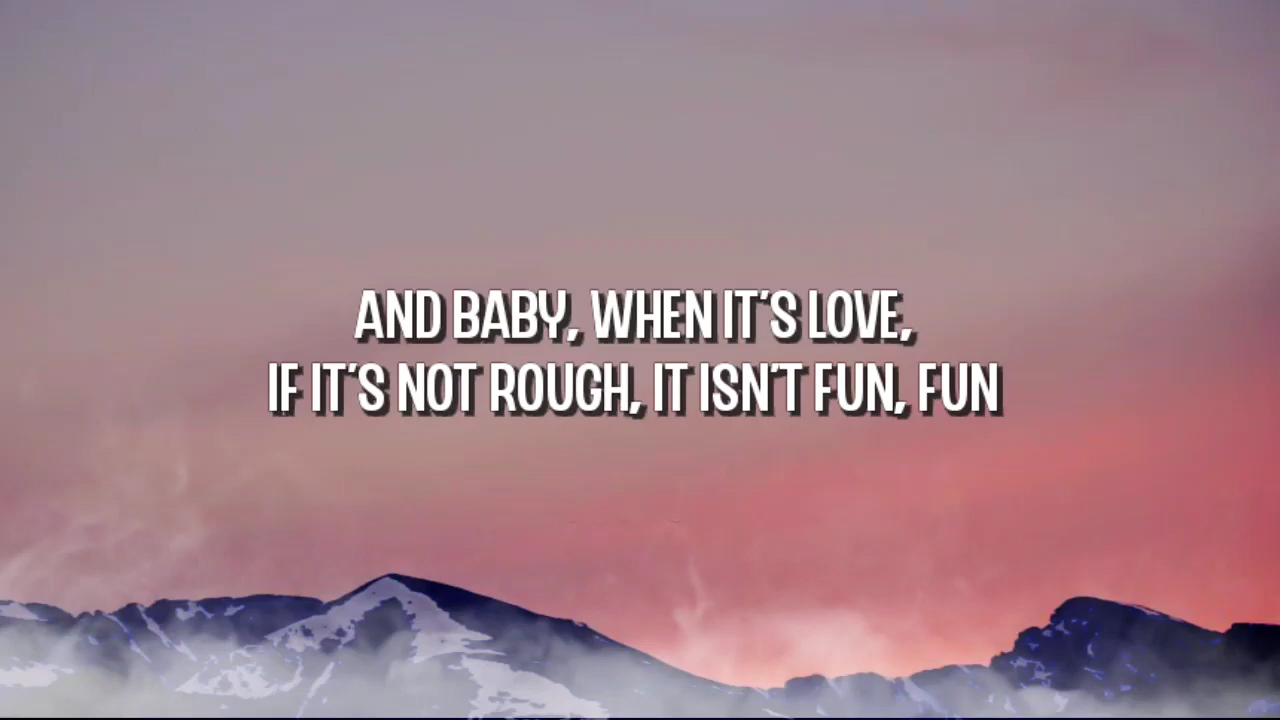 AND BABY, WHEN IT'S LOVE,
IF IT'S NOT ROUGH, IT ISN'T FUN, FUN